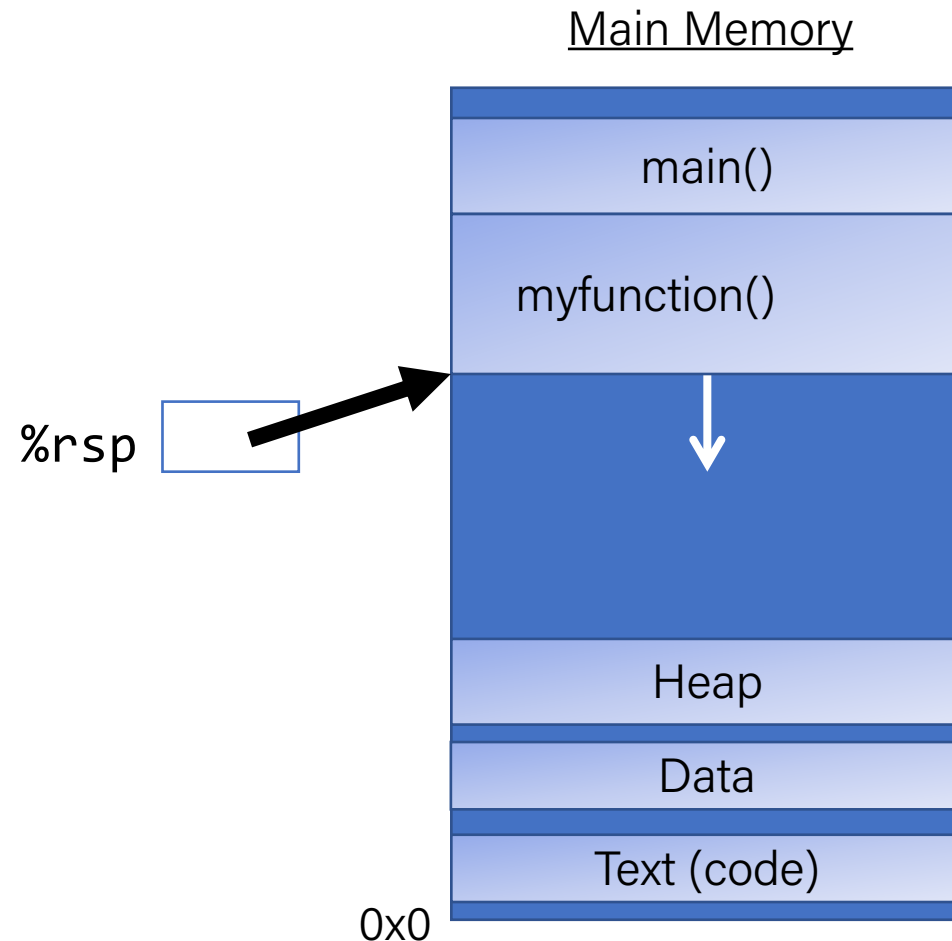 Main Memory
main()
myfunction()
%rsp
Heap
Data
Text (code)
0x0